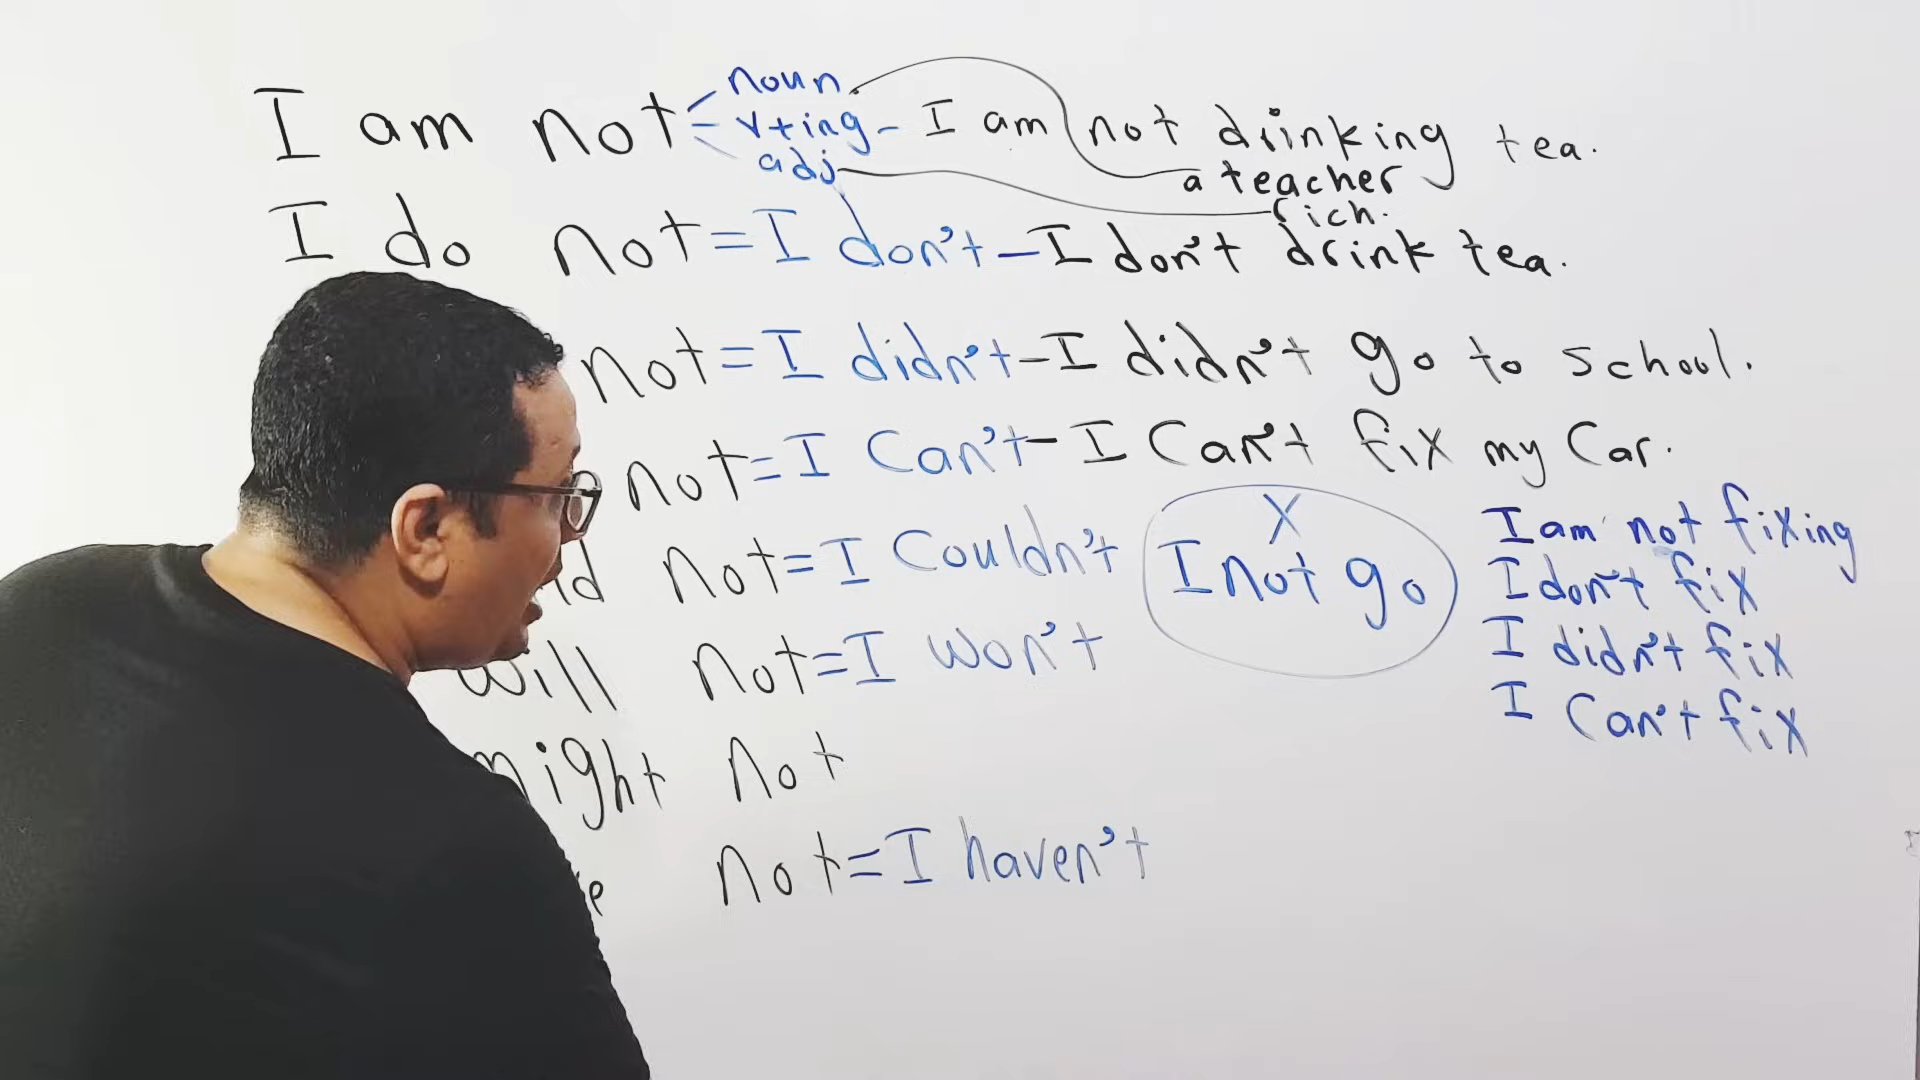 noun
I am not v+ing - I am not drinking tea.
adj a teacher
rich.
I do not = I don't - I don't drink tea.
not = I didn't - I didn't go to school.
not = I Can't - I Can't fix my Car.
not = I Couldn't
will not = I won't
might not
not = I haven't
X
I not go
I am not fixing
I don't fix
I didn't fix
I Can't fix